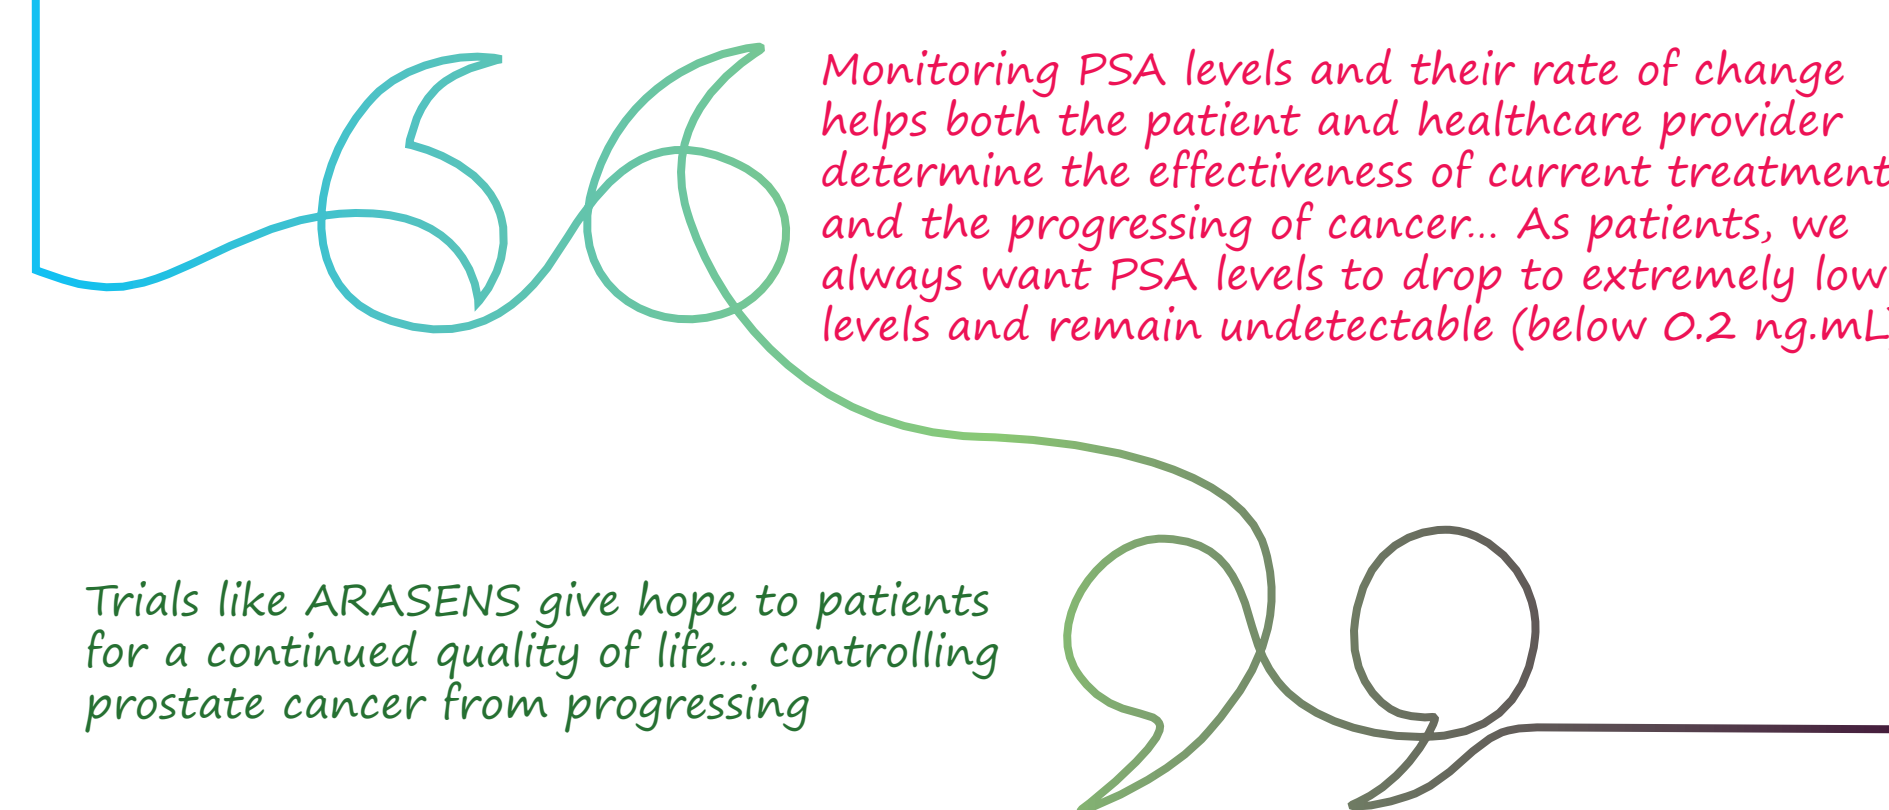 Monitoring PSA levels and their rate of change
helps both the patient and healthcare provider
determine the effectiveness of current treatment
and the progressing of cancer... As patients, we
always want PSA levels to drop to extremely low
levels and remain undetectable (below 0.2 ng.mL)
Trials like ARASENS give hope to patients
for a continued quality of life... controlling
prostate cancer from progressing